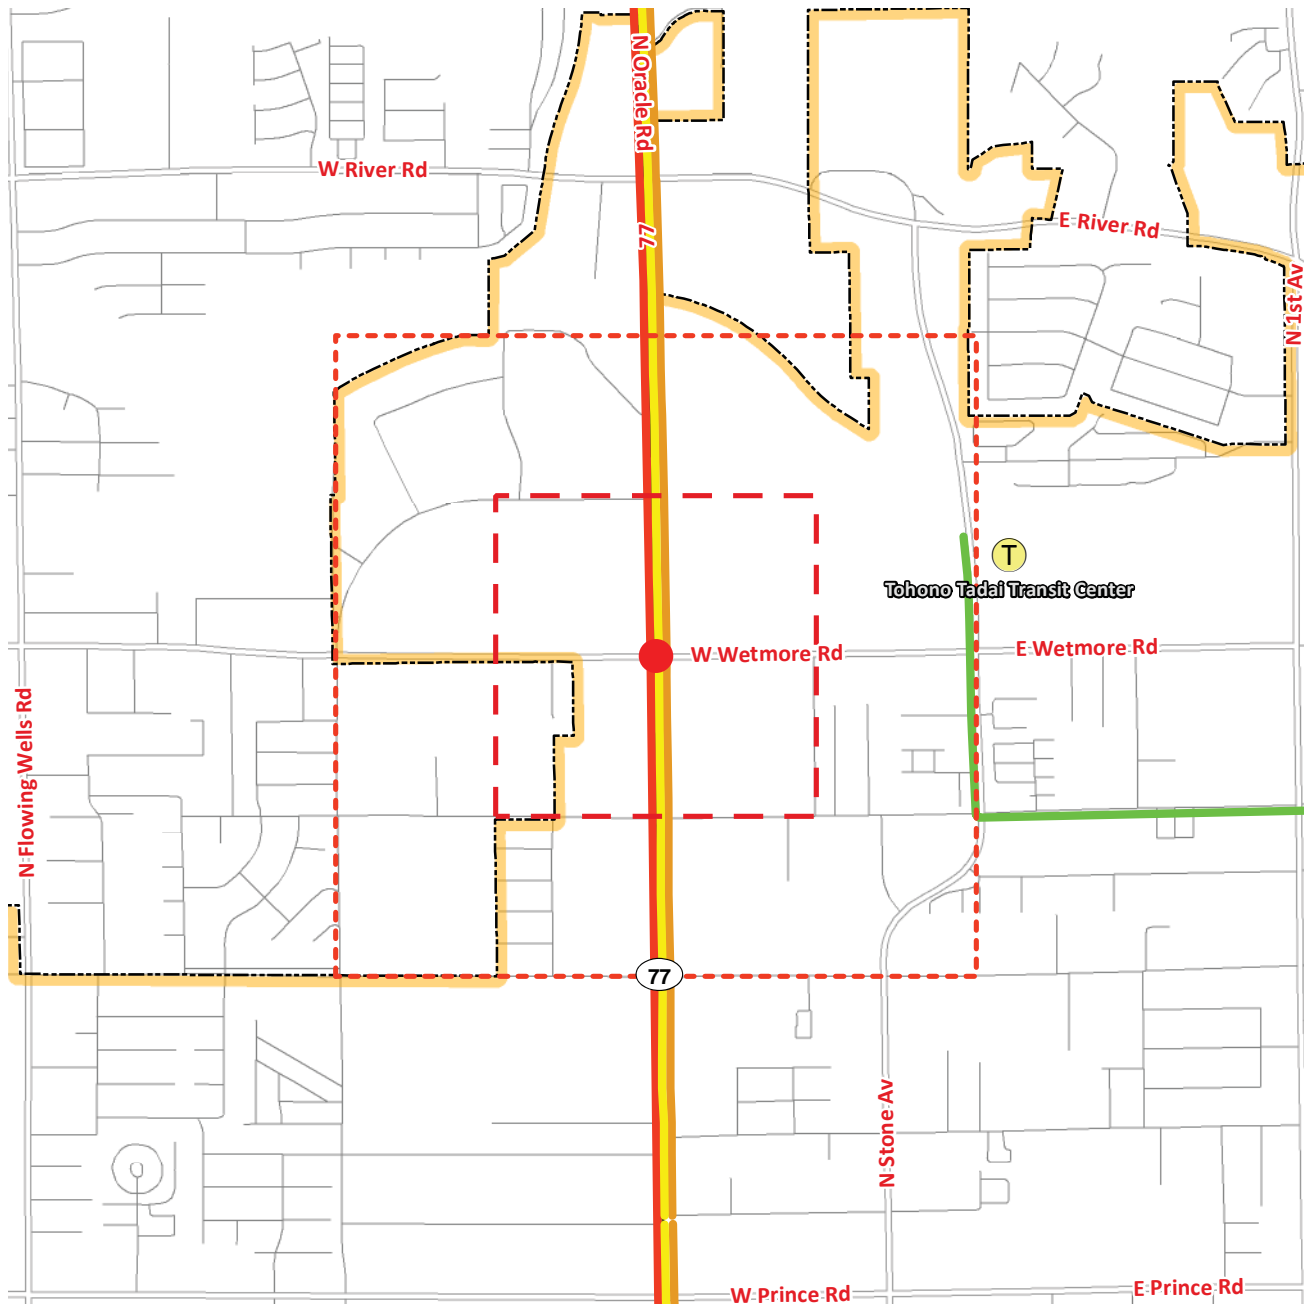 N Oracle Rd
W River Rd
E River Rd
77
N 1st Av
T
Tohono Tadai Transit Center
W Wetmore Rd
E Wetmore Rd
N Flowing Wells Rd
77
N Stone Av
W Prince Rd
E Prince Rd